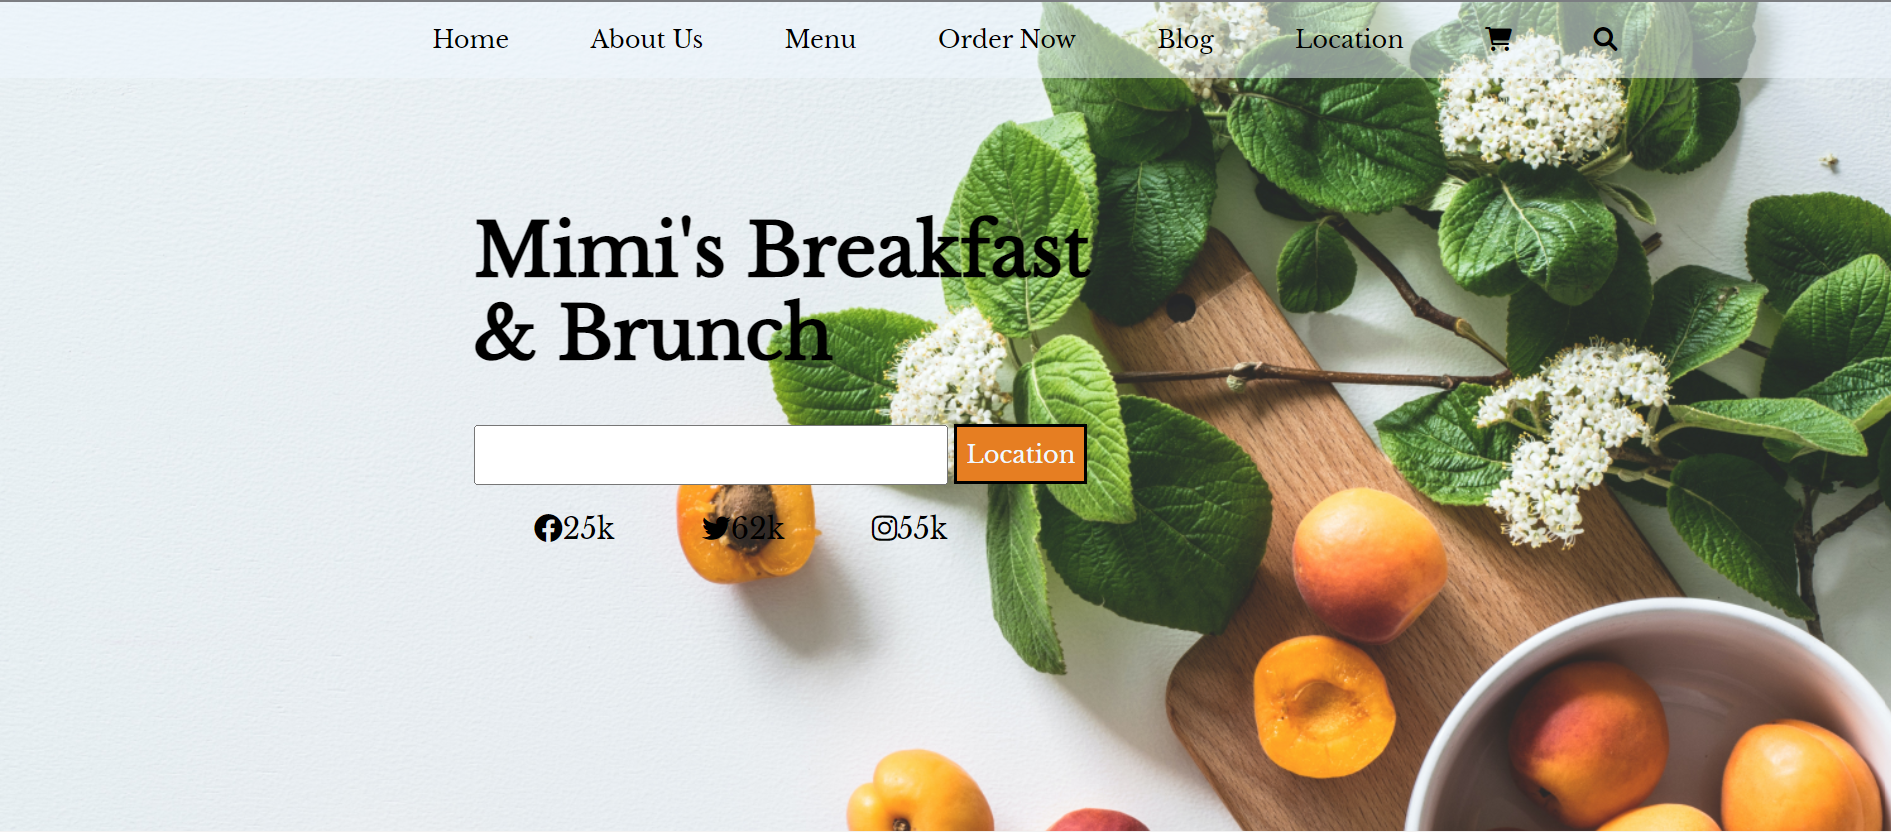 Home About Us Menu Order Now Blog Location
Mimi's Breakfast
& Brunch
Location
25k 62k 55k